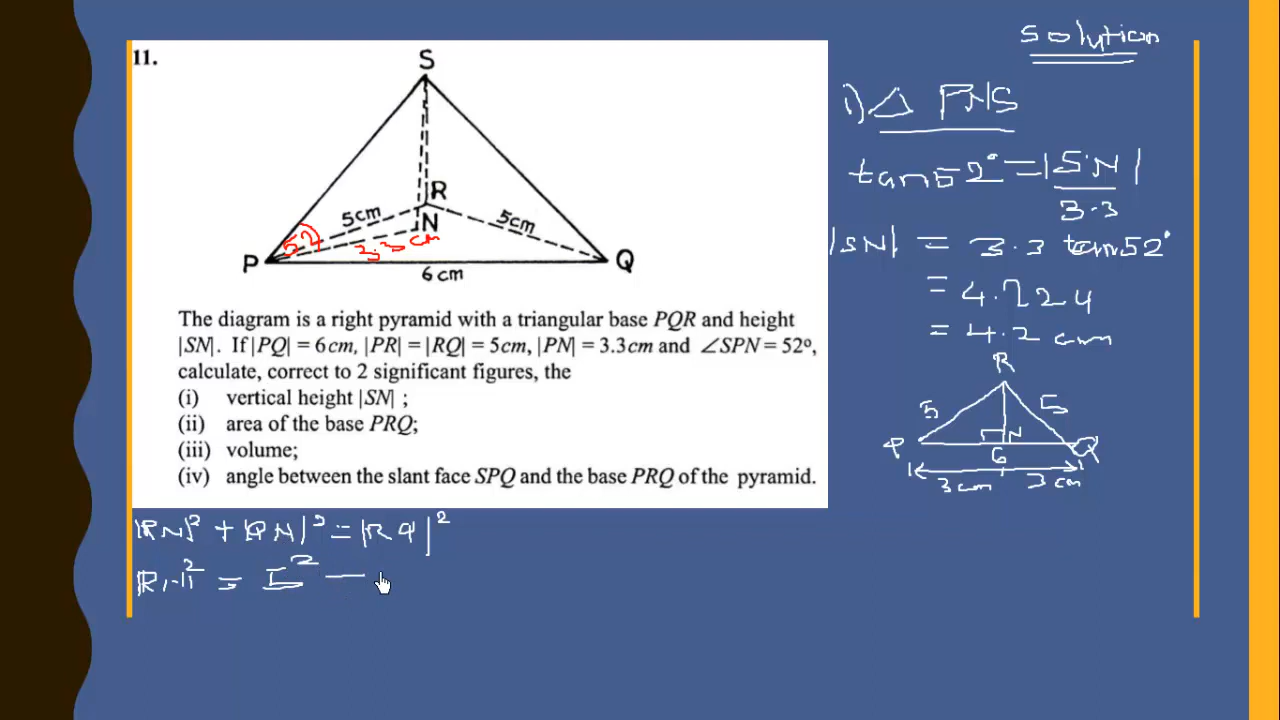 11.
S
R
N
5cm
5cm
52
3.3 cm
P
Q
6 cm
The diagram is a right pyramid with a triangular base PQR and height
|SN|. If |PQ| = 6cm, |PR| = |RQ| = 5cm, |PN| = 3.3cm and ∠SPN = 52º,
calculate, correct to 2 significant figures, the
(i) vertical height |SN| ;
(ii) area of the base PRQ;
(iii) volume;
(iv) angle between the slant face SPQ and the base PRQ of the pyramid.
|RN|² + |QN|² = |RQ|²
|RN|² = 5² —
Solution
i) △ PNS
tan52° = |SN|
3.3
|SN| = 3.3 tan52°
= 4.224
= 4.2 cm
R
5 5
P N Q
6
3 cm 3 cm